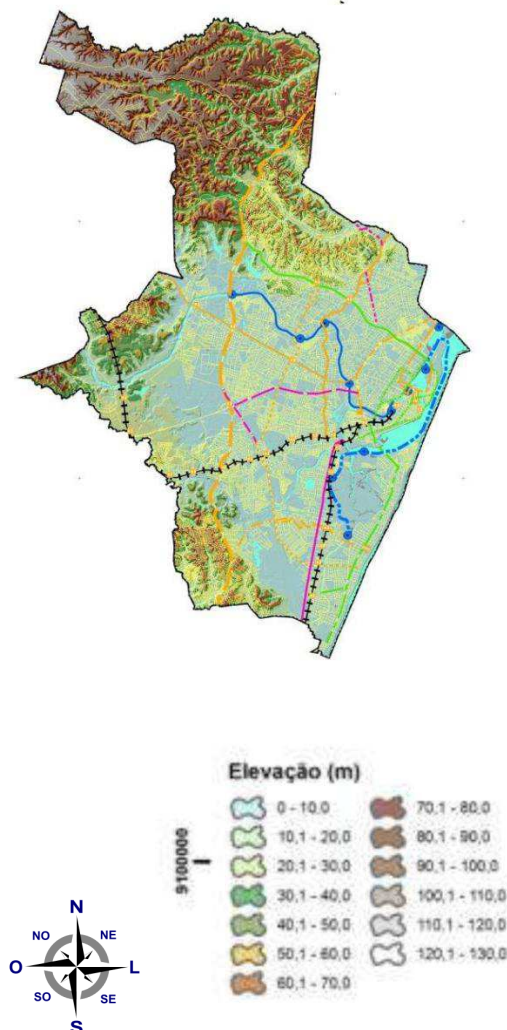 Elevação (m)
0 - 10,0
10,1 - 20,0
20,1 - 30,0
30,1 - 40,0
40,1 - 50,0
50,1 - 60,0
60,1 - 70,0
70,1 - 80,0
80,1 - 90,0
90,1 - 100,0
100,1 - 110,0
110,1 - 120,0
120,1 - 130,0
9100000
N
NO NE
O L
SO SE
S